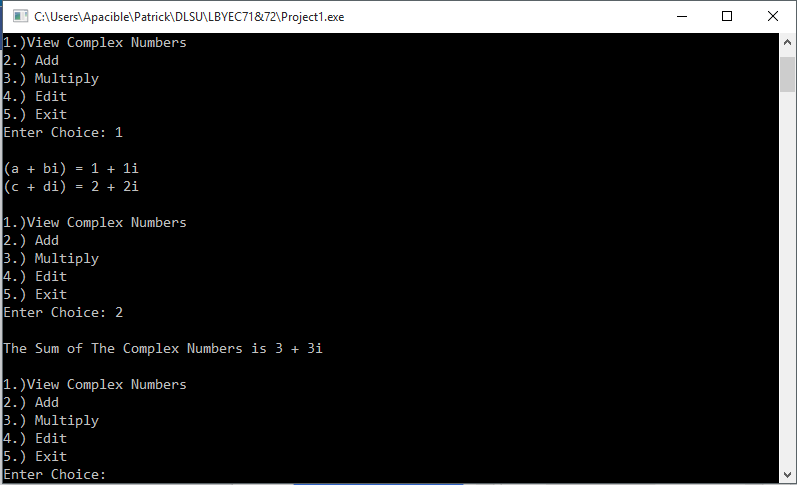 C:\Users\Apacible\Patrick\DLSU\LBYEC71&72\Project1.exe
1.)View Complex Numbers
2.) Add
3.) Multiply
4.) Edit
5.) Exit
Enter Choice: 1
(a + bi) = 1 + 1i
(c + di) = 2 + 2i
1.)View Complex Numbers
2.) Add
3.) Multiply
4.) Edit
5.) Exit
Enter Choice: 2
The Sum of The Complex Numbers is 3 + 3i
1.)View Complex Numbers
2.) Add
3.) Multiply
4.) Edit
5.) Exit
Enter Choice: